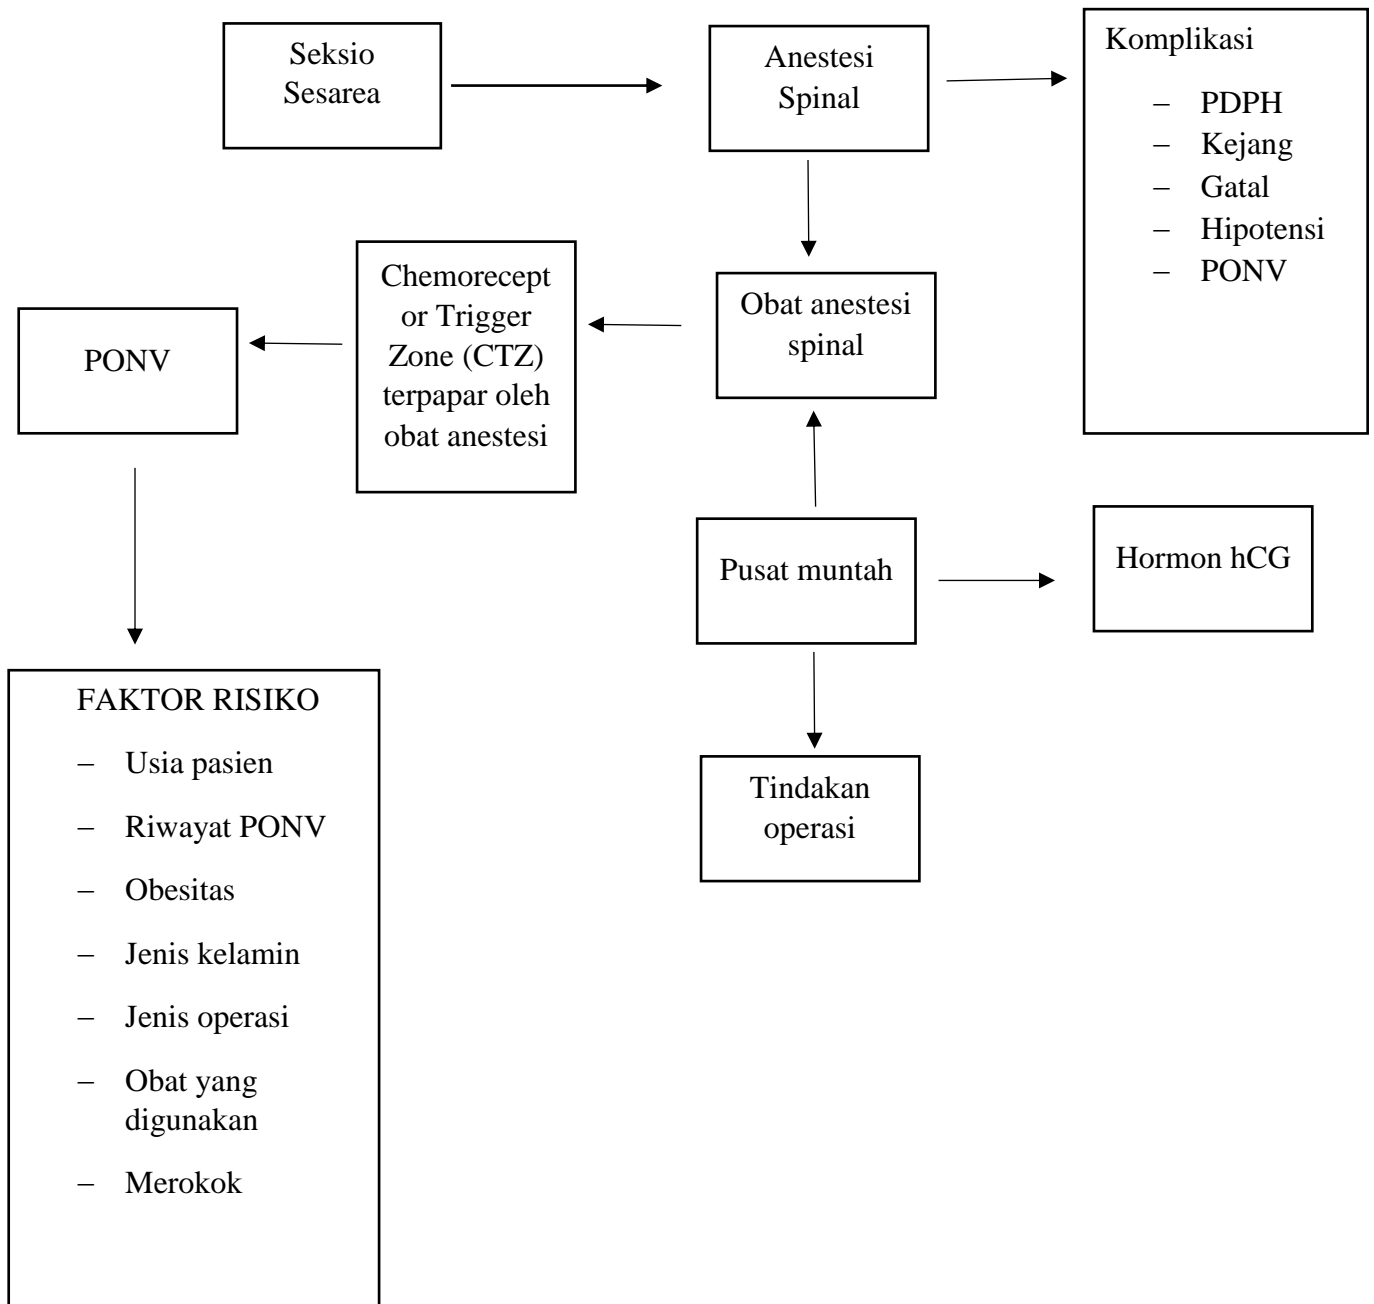 Seksio
Sesarea
Anestesi
Spinal
Komplikasi
– PDPH
– Kejang
– Gatal
– Hipotensi
– PONV
PONV
Chemorecept
or Trigger
Zone (CTZ)
terpapar oleh
obat anestesi
Obat anestesi
spinal
Pusat muntah
Hormon hCG
Tindakan
operasi
FAKTOR RISIKO
– Usia pasien
– Riwayat PONV
– Obesitas
– Jenis kelamin
– Jenis operasi
– Obat yang
digunakan
– Merokok